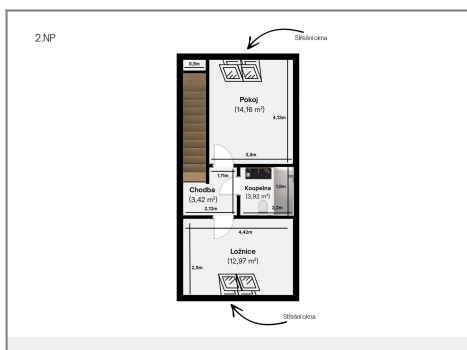 2.NP
Střešní okna
0,9m
Pokoj
(14,16 m²)
4,13m
3,4m
1,11m
Chodba
(3,42 m²)
2,12m
Koupelna
(3,92 m²)
1,8m
2,2m
4,42m
Ložnice
(12,97 m²)
2,9m
Střešní okna